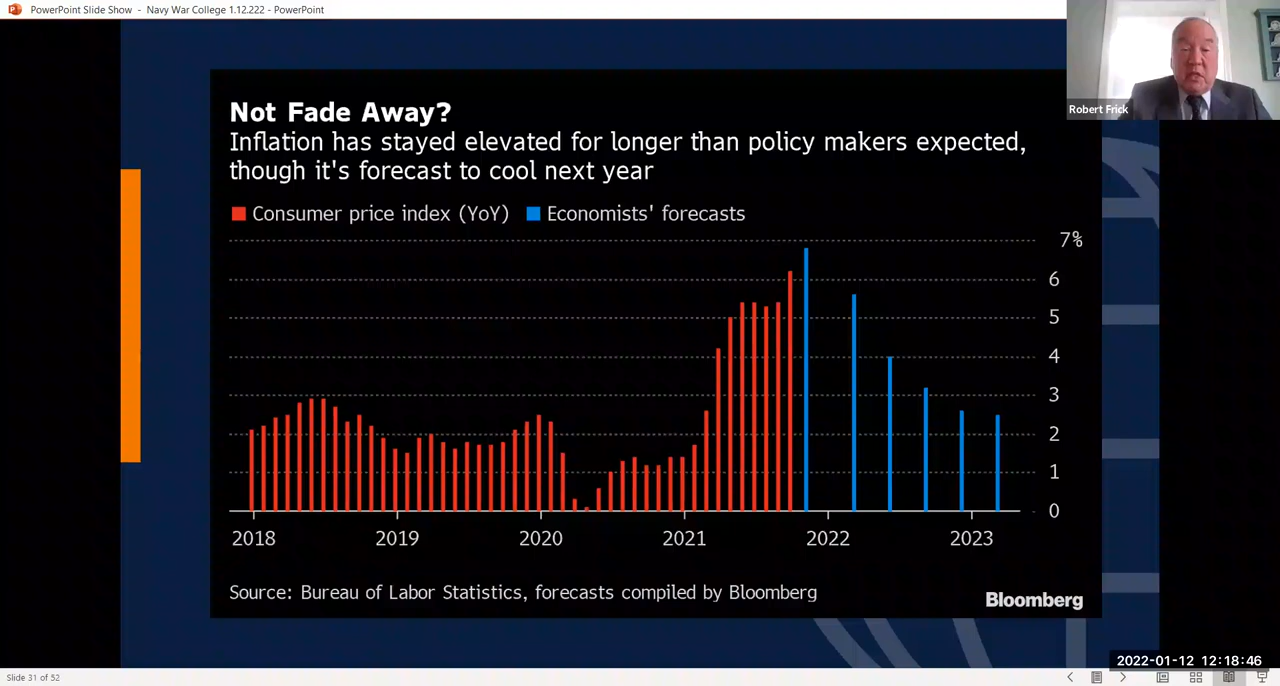 PowerPoint Slide Show - Navy War College 1.12.222 - PowerPoint
Robert Frick
Not Fade Away?
Inflation has stayed elevated for longer than policy makers expected,
though it's forecast to cool next year
Consumer price index (YoY) Economists' forecasts
7%
6
5
4
3
2
1
0
2018 2019 2020 2021 2022 2023
Source: Bureau of Labor Statistics, forecasts compiled by Bloomberg
Bloomberg
2022-01-12 12:18:46
Slide 31 of 52